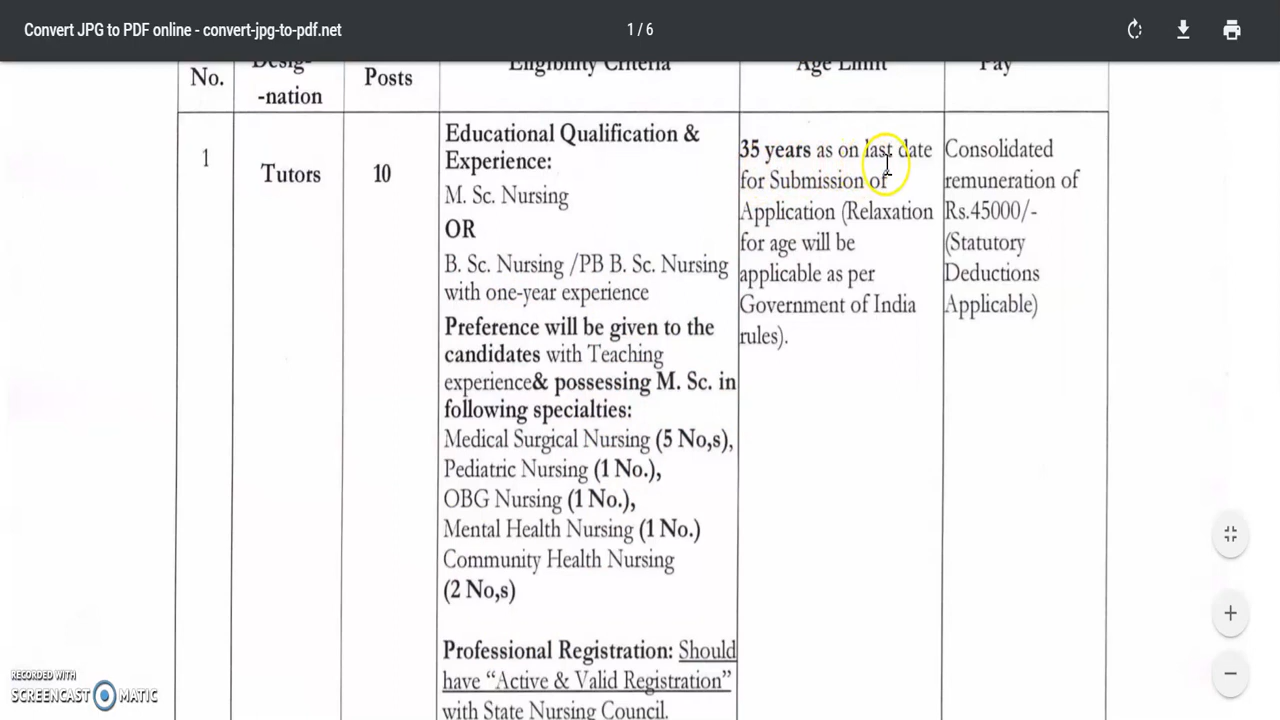 Convert JPG to PDF online - convert-jpg-to-pdf.net
1 / 6
No.
Desig-
-nation
Posts
Eligibility Criteria
Age Limit
Pay
1
Tutors
10
Educational Qualification &
Experience:
M. Sc. Nursing
OR
B. Sc. Nursing /PB B. Sc. Nursing
with one-year experience
Preference will be given to the
candidates with Teaching
experience& possessing M. Sc. in
following specialties:
Medical Surgical Nursing (5 No,s),
Pediatric Nursing (1 No.),
OBG Nursing (1 No.),
Mental Health Nursing (1 No.)
Community Health Nursing
(2 No,s)
Professional Registration: Should
have “Active & Valid Registration”
with State Nursing Council.
35 years as on last date
for Submission of
Application (Relaxation
for age will be
applicable as per
Government of India
rules).
Consolidated
remuneration of
Rs.45000/-
(Statutory
Deductions
Applicable)
RECORDED WITH
SCREENCAST MATIC